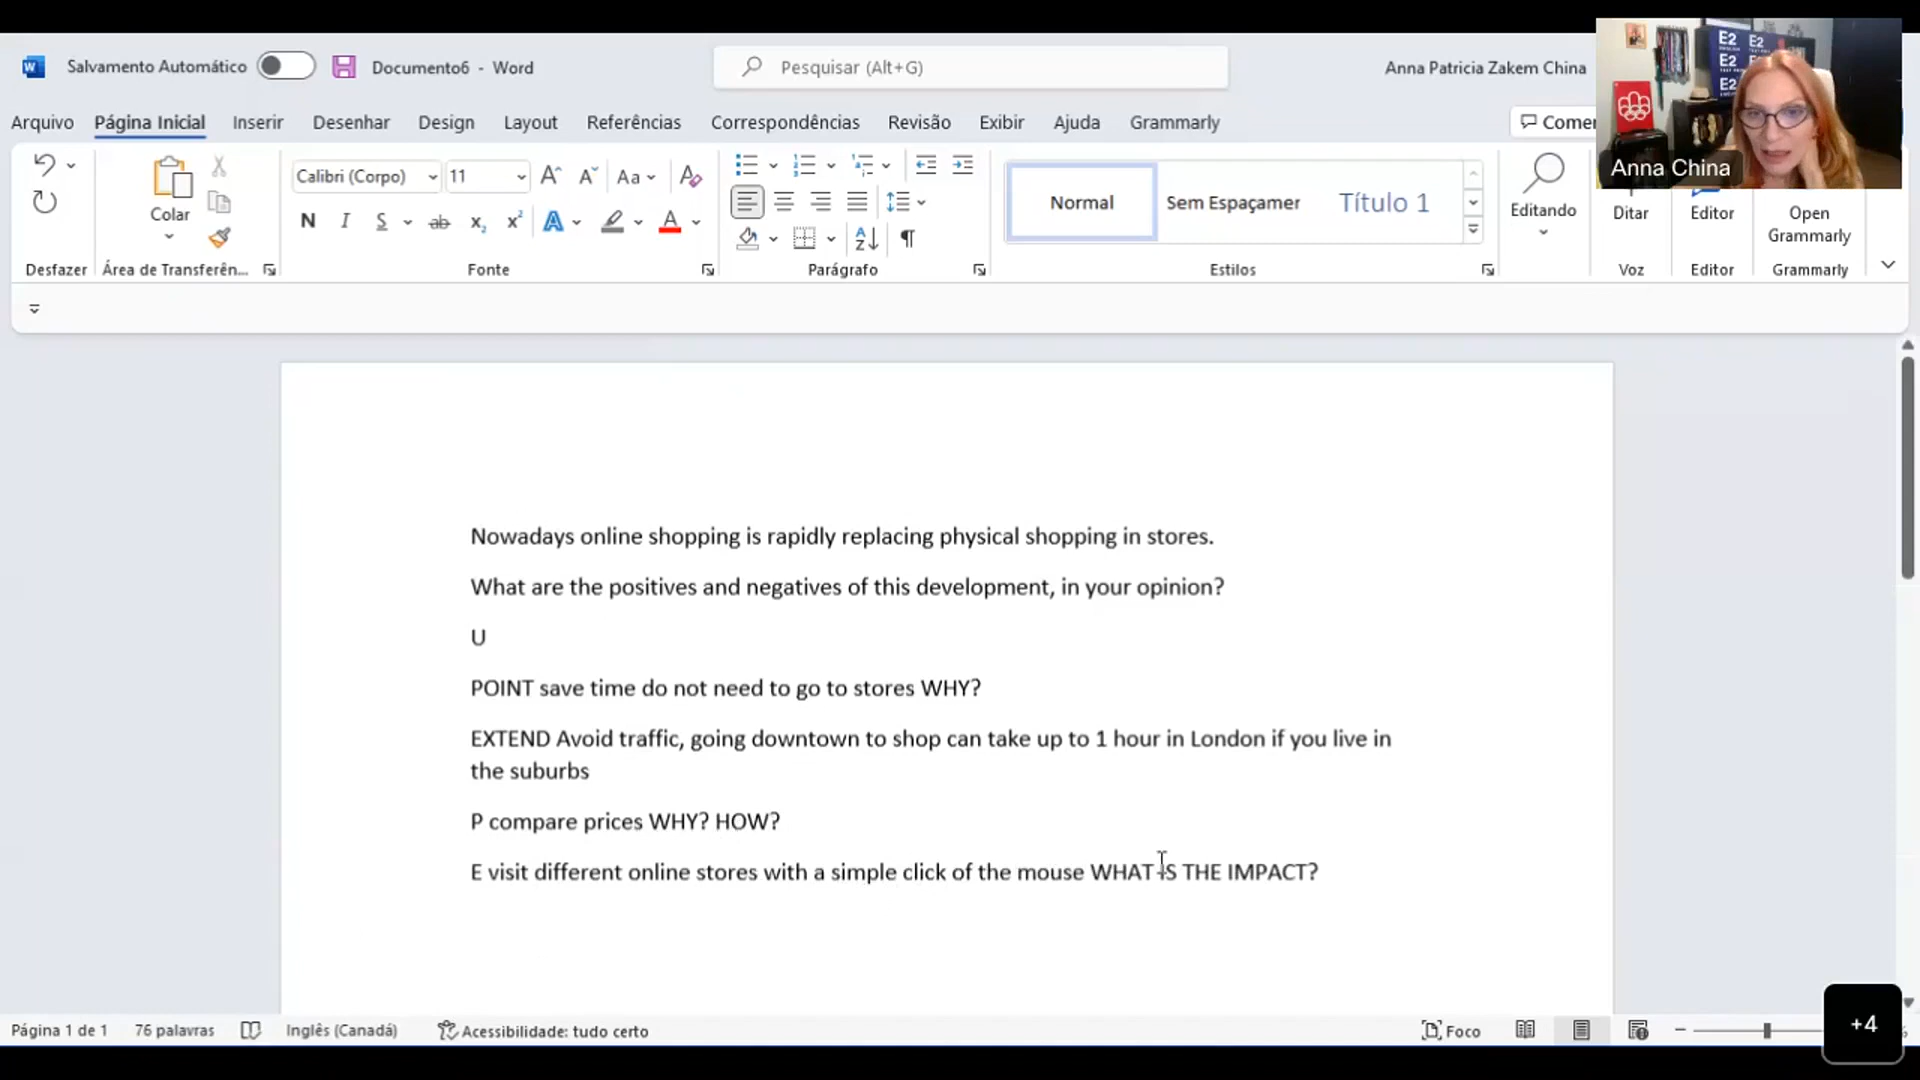 Salvamento Automático
Documento6 - Word
Pesquisar (Alt+G)
Anna Patricia Zakem China
Arquivo Página Inicial Inserir Desenhar Design Layout Referências Correspondências Revisão Exibir Ajuda Grammarly
E2 E2
E2
E2
Anna China
Colar
Calibri (Corpo) 11
Normal
Sem Espaçamer
Título 1
Editando
Ditar
Editor
Open Grammarly
Desfazer
Área de Transferên...
Fonte
Parágrafo
Estilos
Voz
Editor
Grammarly
Nowadays online shopping is rapidly replacing physical shopping in stores.
What are the positives and negatives of this development, in your opinion?
U
POINT save time do not need to go to stores WHY?
EXTEND Avoid traffic, going downtown to shop can take up to 1 hour in London if you live in
the suburbs
P compare prices WHY? HOW?
E visit different online stores with a simple click of the mouse WHAT IS THE IMPACT?
Página 1 de 1 76 palavras Inglês (Canadá) Acessibilidade: tudo certo Foco
+4